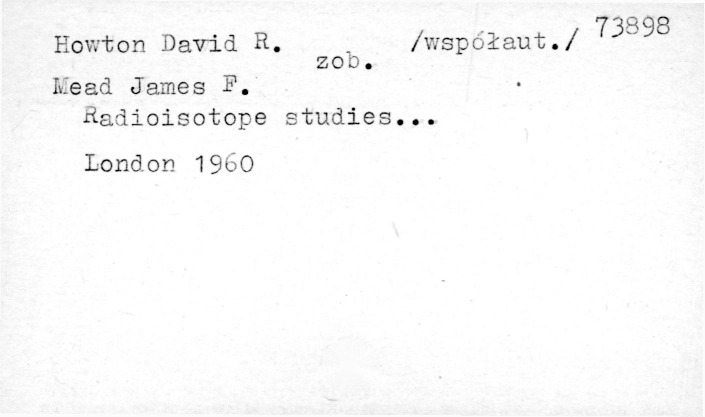 Howton David R. /współaut./ 73898
zob.
Mead James F.
Radioisotope studies...
London 1960